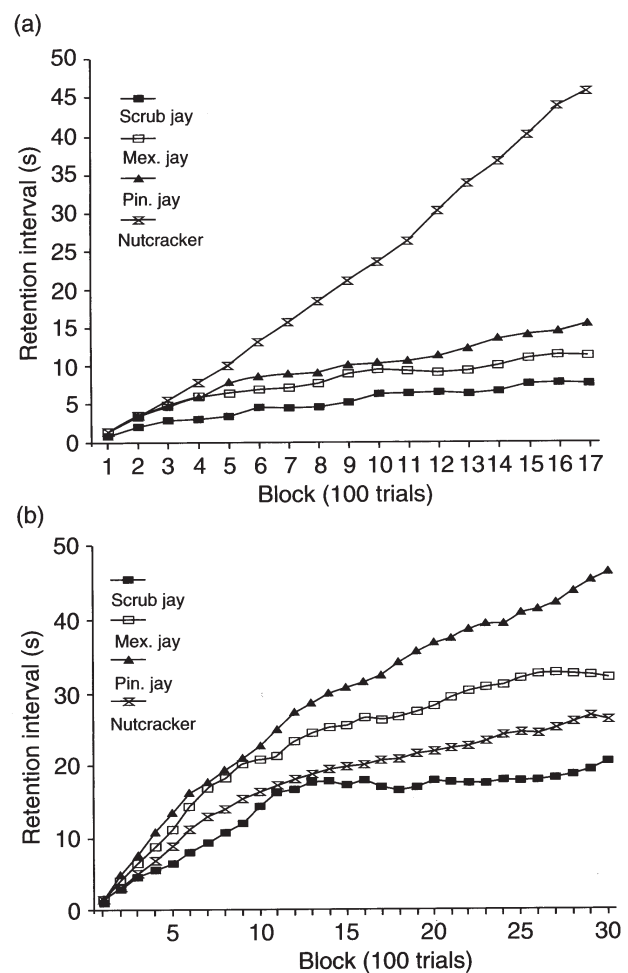 (a)
50
45
40
35
30
25
20
15
10
5
0
Retention interval (s)
Scrub jay
Mex. jay
Pin. jay
Nutcracker
1 2 3 4 5 6 7 8 9 10 11 12 13 14 15 16 17
Block (100 trials)
(b)
50
40
30
20
10
0
Retention interval (s)
Scrub jay
Mex. jay
Pin. jay
Nutcracker
5 10 15 20 25 30
Block (100 trials)